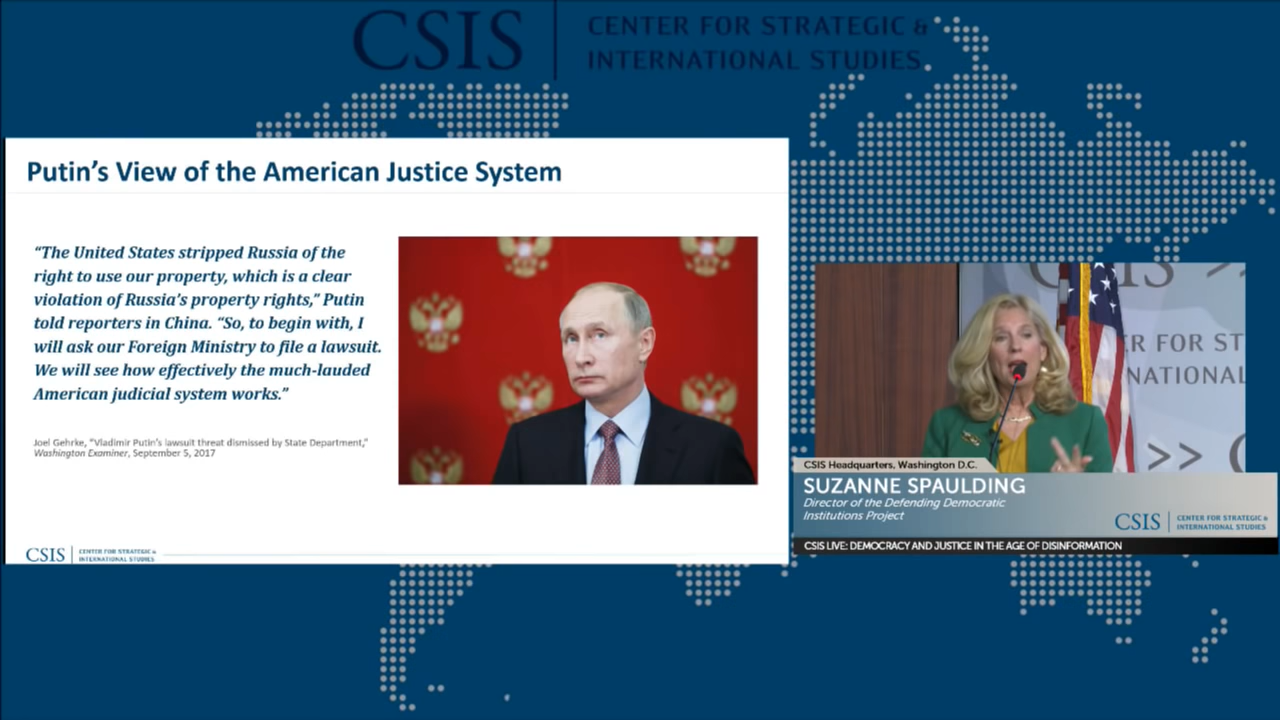 CSIS
CENTER FOR STRATEGIC &
INTERNATIONAL STUDIES
Putin's View of the American Justice System
“The United States stripped Russia of the
right to use our property, which is a clear
violation of Russia's property rights,” Putin
told reporters in China. “So, to begin with, I
will ask our Foreign Ministry to file a lawsuit.
We will see how effectively the much-lauded
American judicial system works.”
Joel Gehrke, “Vladimir Putin's lawsuit threat dismissed by State Department,”
Washington Examiner, September 5, 2017
CSIS
CENTER FOR STRATEGIC &
INTERNATIONAL STUDIES
CSIS >>
ER FOR ST
NATIONAL
>> C
CSIS Headquarters, Washington D.C.
SUZANNE SPAULDING
Director of the Defending Democratic
Institutions Project
CSIS
CENTER FOR STRATEGIC &
INTERNATIONAL STUDIES
CSIS LIVE: DEMOCRACY AND JUSTICE IN THE AGE OF DISINFORMATION